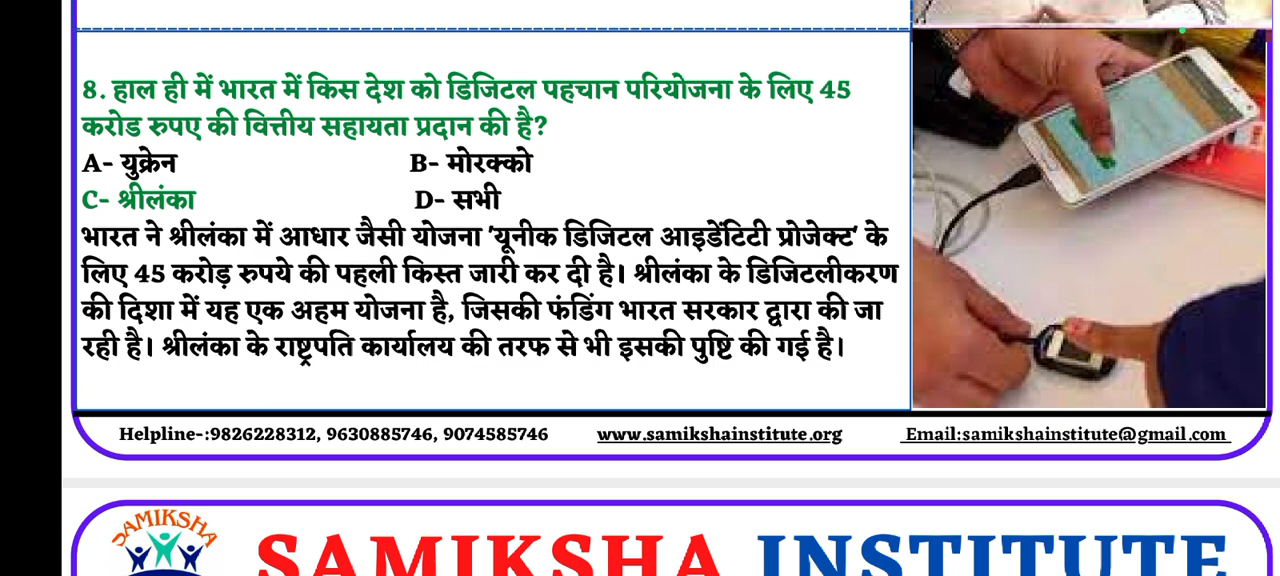 8. हाल ही में भारत में किस देश को डिजिटल पहचान परियोजना के लिए 45
करोड रुपए की वित्तीय सहायता प्रदान की है?
A- युक्रेन B- मोरक्को
C- श्रीलंका D- सभी
भारत ने श्रीलंका में आधार जैसी योजना 'यूनीक डिजिटल आइडेंटिटी प्रोजेक्ट' के
लिए 45 करोड़ रुपये की पहली किस्त जारी कर दी है। श्रीलंका के डिजिटलीकरण
की दिशा में यह एक अहम योजना है, जिसकी फंडिंग भारत सरकार द्वारा की जा
रही है। श्रीलंका के राष्ट्रपति कार्यालय की तरफ से भी इसकी पुष्टि की गई है।
Helpline-:9826228312, 9630885746, 9074585746 www.samikshainstitute.org Email:samikshainstitute@gmail.com
SAMIKSHA
SAMIKSHA INSTITUTE